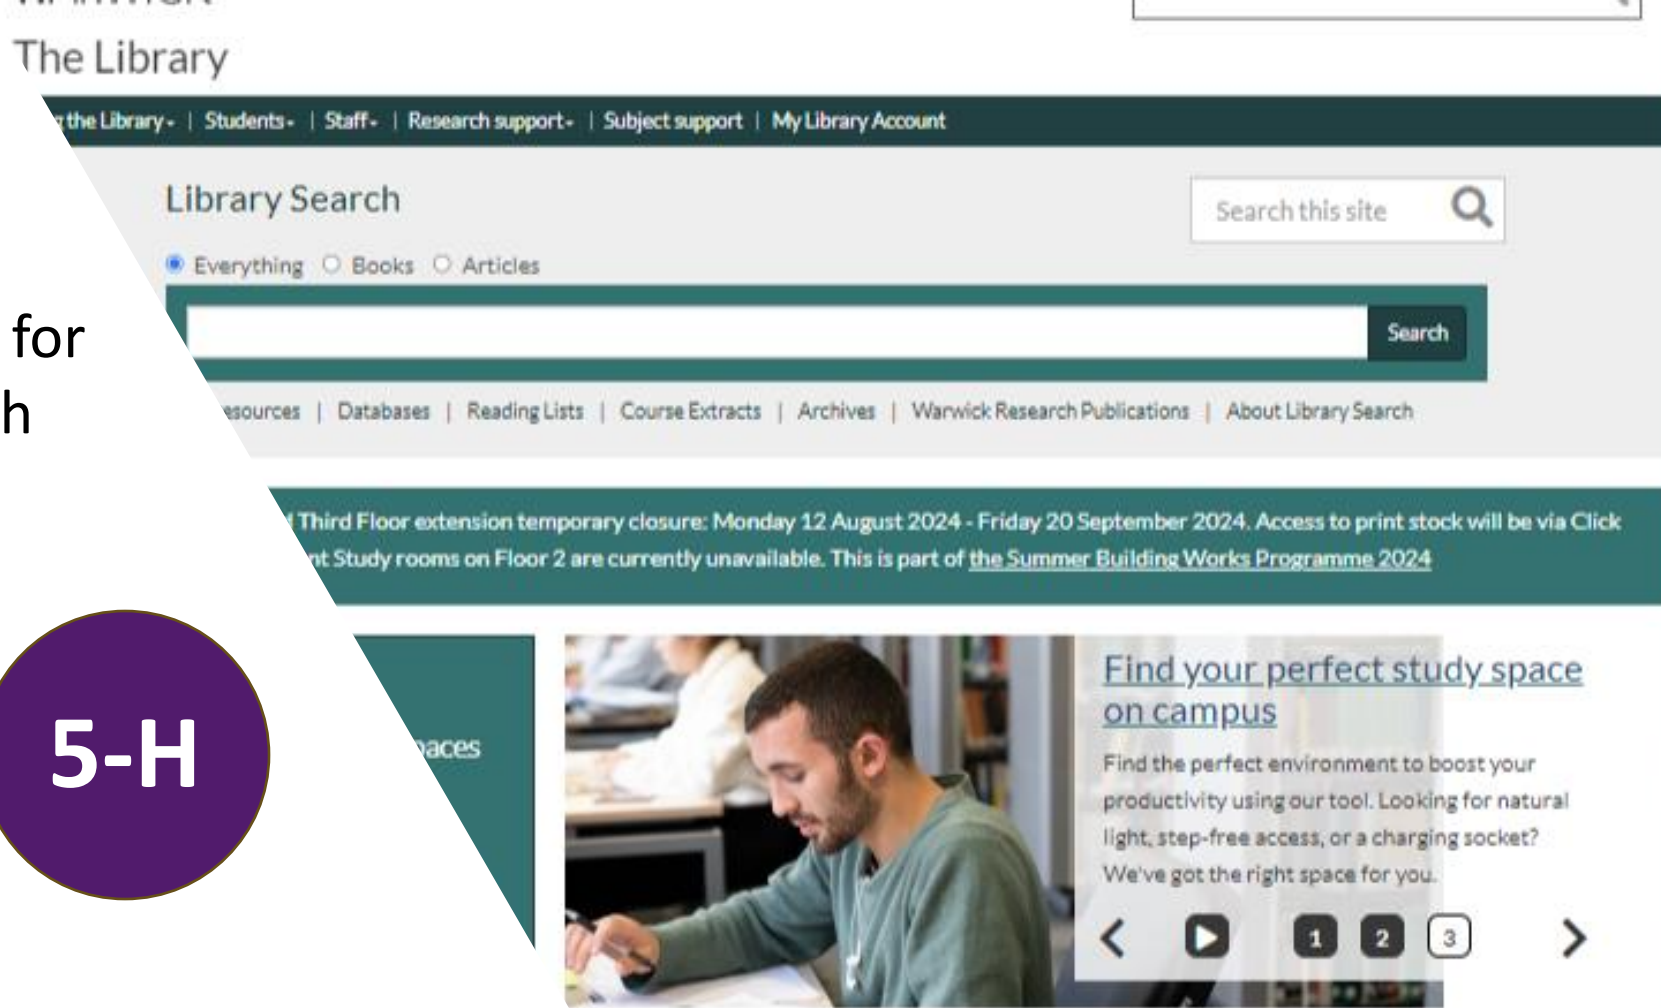 The Library
the Library | Students | Staff | Research support | Subject support | My Library Account
Library Search
Search this site
Everything Books Articles
for
h
Search
esources | Databases | Reading Lists | Course Extracts | Archives | Warwick Research Publications | About Library Search
Third Floor extension temporary closure: Monday 12 August 2024 - Friday 20 September 2024. Access to print stock will be via Click
nt Study rooms on Floor 2 are currently unavailable. This is part of the Summer Building Works Programme 2024
5-H
paces
Find your perfect study space
on campus
Find the perfect environment to boost your
productivity using our tool. Looking for natural
light, step-free access, or a charging socket?
We've got the right space for you.
1 2 3